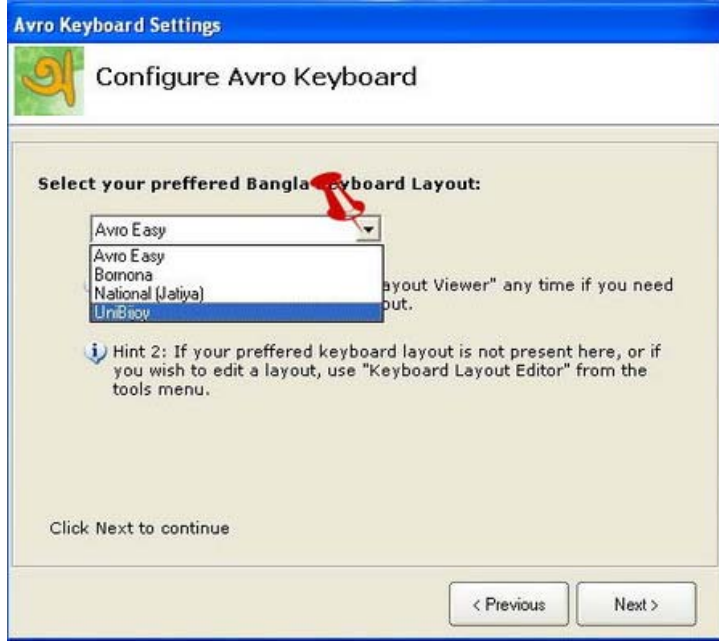 Avro Keyboard Settings
অ
Configure Avro Keyboard
Select your preffered Bangla Keyboard Layout:
Avro Easy
Avro Easy
Bornona
National (Jatiya)
UniBijoy
ayout Viewer" any time if you need
out.
Hint 2: If your preffered keyboard layout is not present here, or if
you wish to edit a layout, use "Keyboard Layout Editor" from the
tools menu.
Click Next to continue
< Previous
Next >